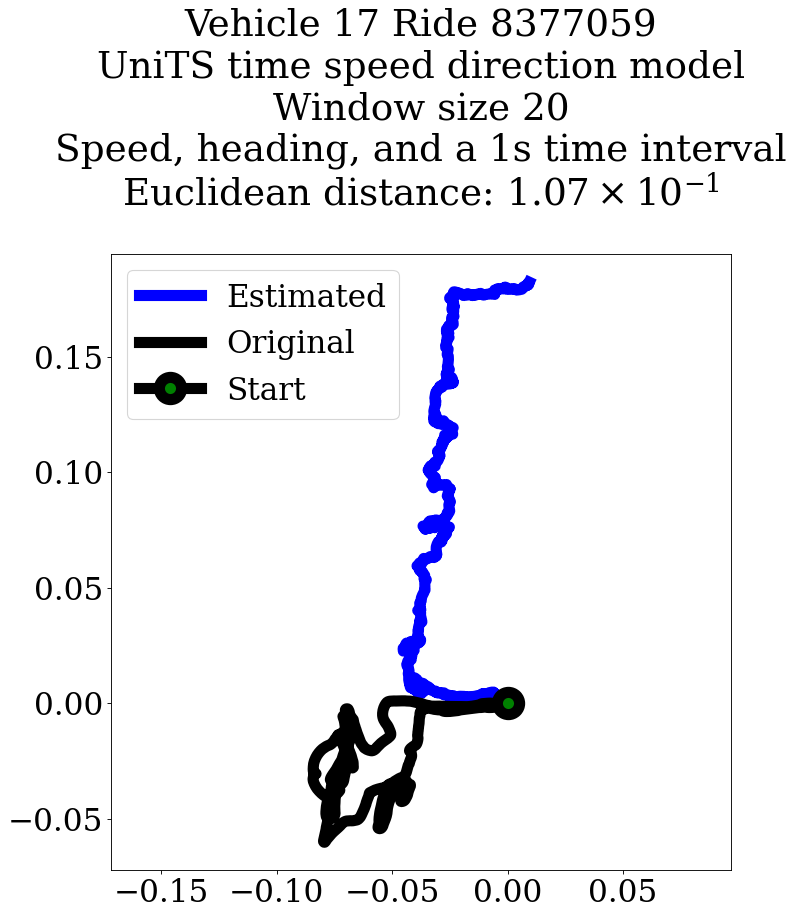 Vehicle 17 Ride 8377059
UniTS time speed direction model
Window size 20
Speed, heading, and a 1s time interval
Euclidean distance: 1.07 × 10⁻¹
Estimated
Original
Start
0.15
0.10
0.05
0.00
−0.05
−0.15
−0.10
−0.05
0.00
0.05